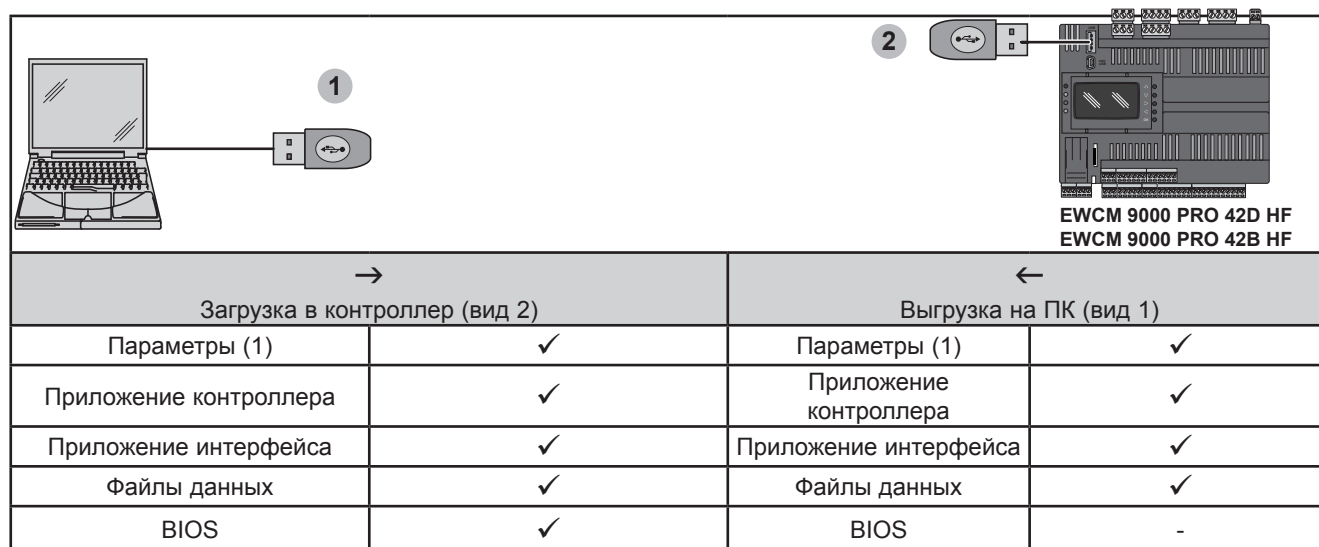 1
2
EWCM 9000 PRO 42D HF
EWCM 9000 PRO 42B HF
→ ←
Загрузка в контроллер (вид 2) Выгрузка на ПК (вид 1)
Параметры (1) ✓ Параметры (1) ✓
Приложение контроллера ✓ Приложение контроллера ✓
Приложение интерфейса ✓ Приложение интерфейса ✓
Файлы данных ✓ Файлы данных ✓
BIOS ✓ BIOS -